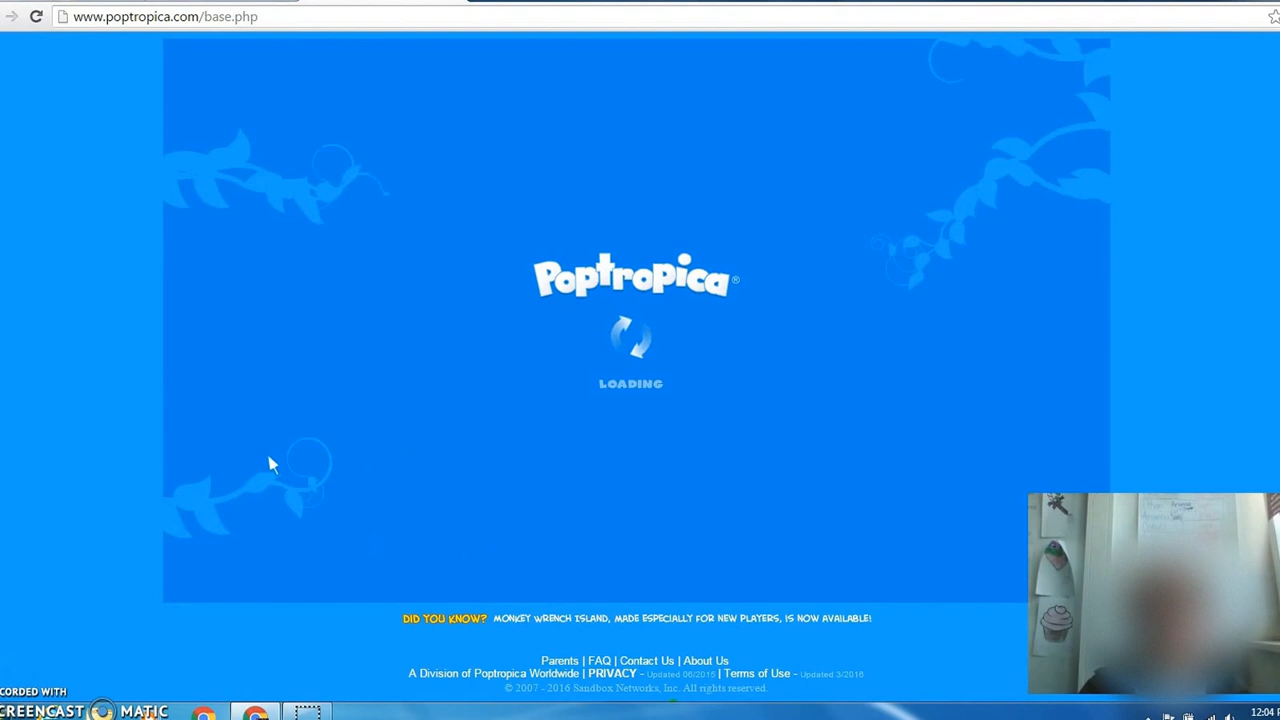 www.poptropica.com/base.php
Poptropica®
LOADING
DID YOU KNOW? MONKEY WRENCH ISLAND, MADE ESPECIALLY FOR NEW PLAYERS, IS NOW AVAILABLE!
Parents | FAQ | Contact Us | About Us
A Division of Poptropica Worldwide | PRIVACY - Updated 06/2015 | Terms of Use - Updated 3/2016
© 2007 - 2016 Sandbox Networks, Inc. All rights reserved.
CORDED WITH
SCREENCAST MATIC
12:04